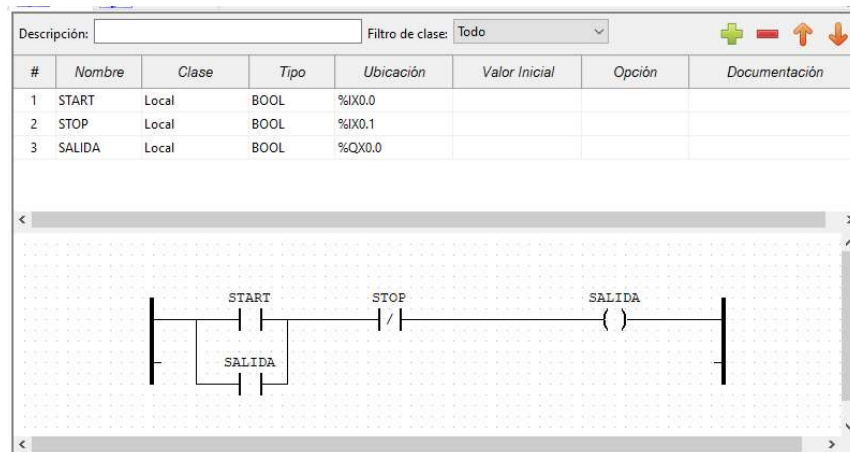 Descripción: Filtro de clase: Todo
# Nombre Clase Tipo Ubicación Valor Inicial Opción Documentación
1 START Local BOOL %IX0.0
2 STOP Local BOOL %IX0.1
3 SALIDA Local BOOL %QX0.0
START STOP SALIDA
SALIDA